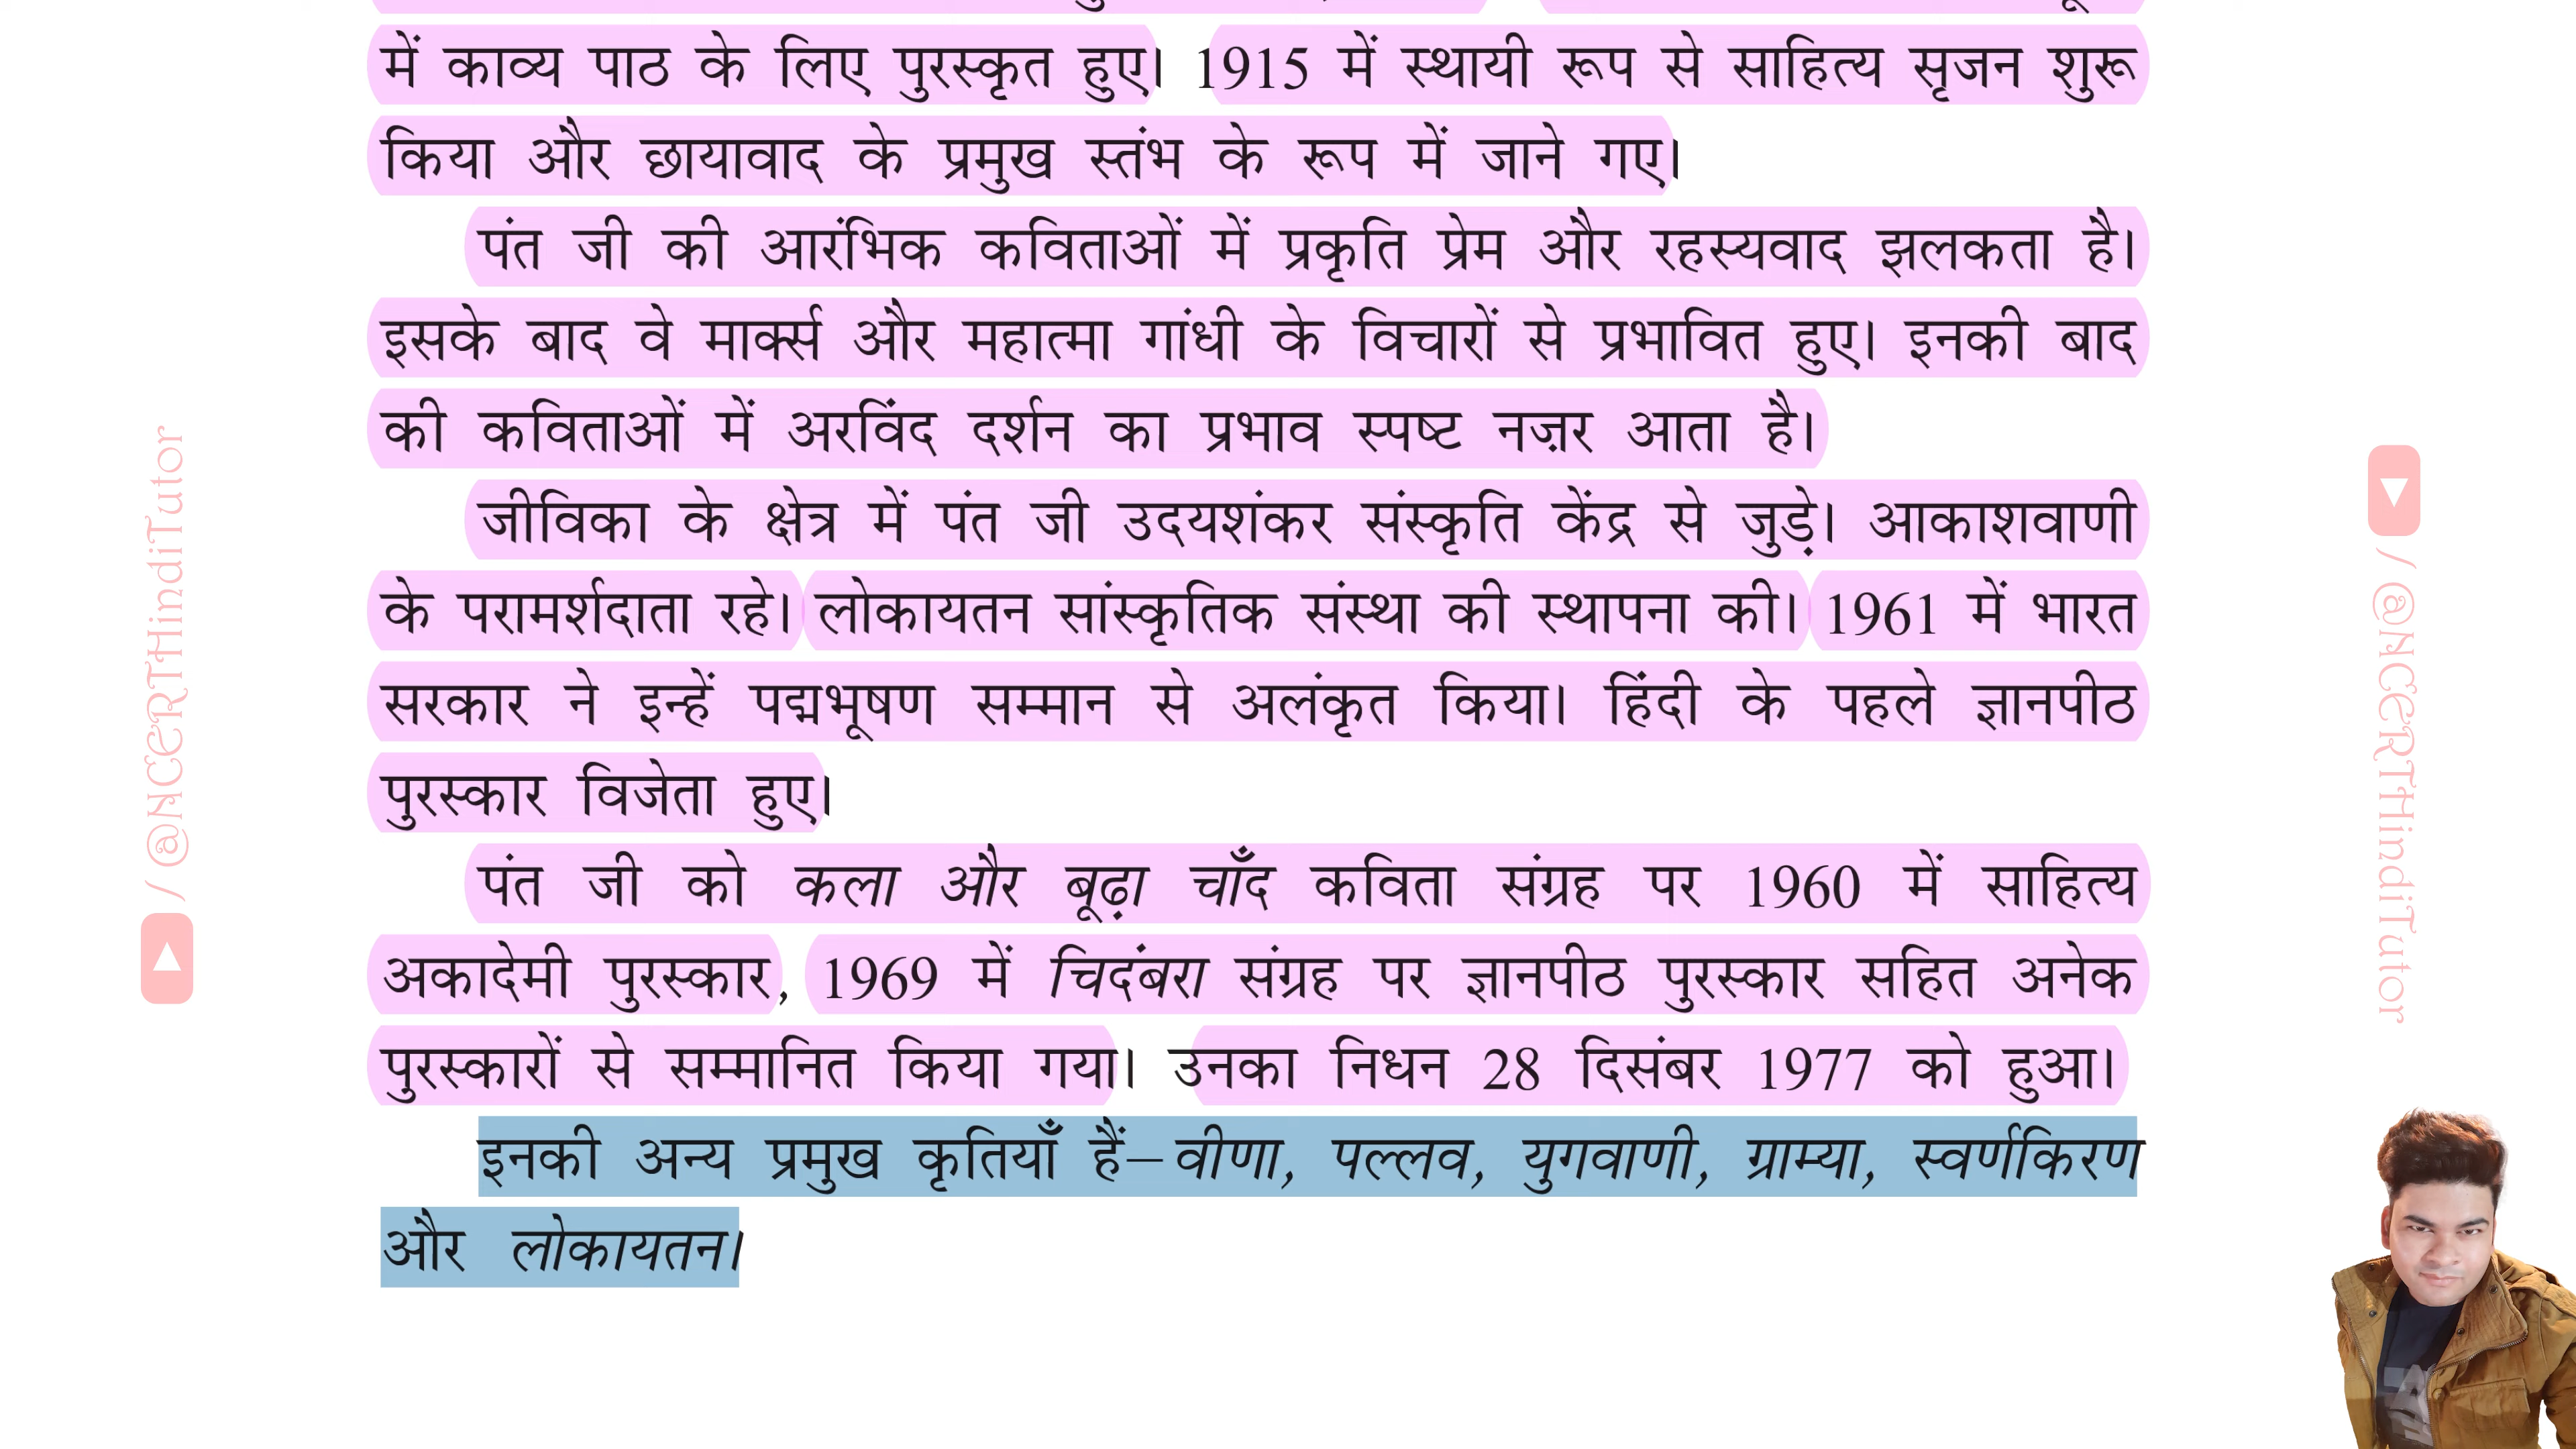 में काव्य पाठ के लिए पुरस्कृत हुए। 1915 में स्थायी रूप से साहित्य सृजन शुरू
किया और छायावाद के प्रमुख स्तंभ के रूप में जाने गए।
पंत जी की आरंभिक कविताओं में प्रकृति प्रेम और रहस्यवाद झलकता है।
इसके बाद वे मार्क्स और महात्मा गांधी के विचारों से प्रभावित हुए। इनकी बाद
की कविताओं में अरविंद दर्शन का प्रभाव स्पष्ट नज़र आता है।
जीविका के क्षेत्र में पंत जी उदयशंकर संस्कृति केंद्र से जुड़े। आकाशवाणी
के परामर्शदाता रहे। लोकायतन सांस्कृतिक संस्था की स्थापना की। 1961 में भारत
सरकार ने इन्हें पद्मभूषण सम्मान से अलंकृत किया। हिंदी के पहले ज्ञानपीठ
पुरस्कार विजेता हुए।
पंत जी को कला और बूढ़ा चाँद कविता संग्रह पर 1960 में साहित्य
अकादेमी पुरस्कार, 1969 में चिदंबरा संग्रह पर ज्ञानपीठ पुरस्कार सहित अनेक
पुरस्कारों से सम्मानित किया गया। उनका निधन 28 दिसंबर 1977 को हुआ।
इनकी अन्य प्रमुख कृतियाँ हैं–वीणा, पल्लव, युगवाणी, ग्राम्या, स्वर्णकिरण
और लोकायतन।
/ @NCERTHindiTutor
/ @NCERTHindiTutor